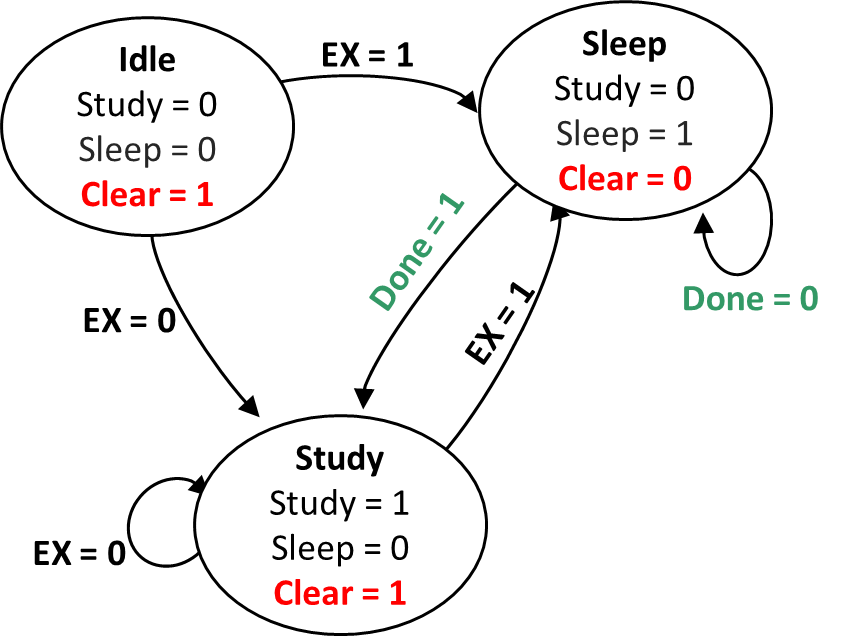 Idle
Study = 0
Sleep = 0
Clear = 1
EX = 1
Sleep
Study = 0
Sleep = 1
Clear = 0
Done = 1
EX = 1
Done = 0
EX = 0
Study
Study = 1
Sleep = 0
Clear = 1
EX = 0